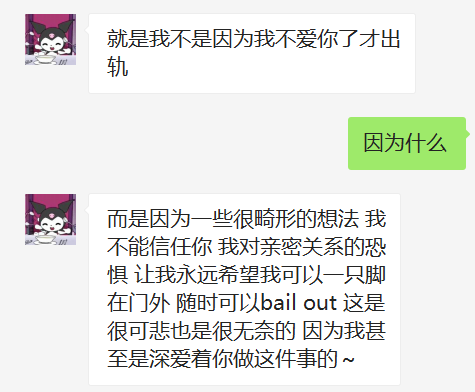 就是我不是因为我不爱你了才出
轨
因为什么
而是因为一些很畸形的想法 我
不能信任你 我对亲密关系的恐
惧 让我永远希望我可以一只脚
在门外 随时可以bail out 这是
很可悲也是很无奈的 因为我甚
至是深爱着你做这件事的～